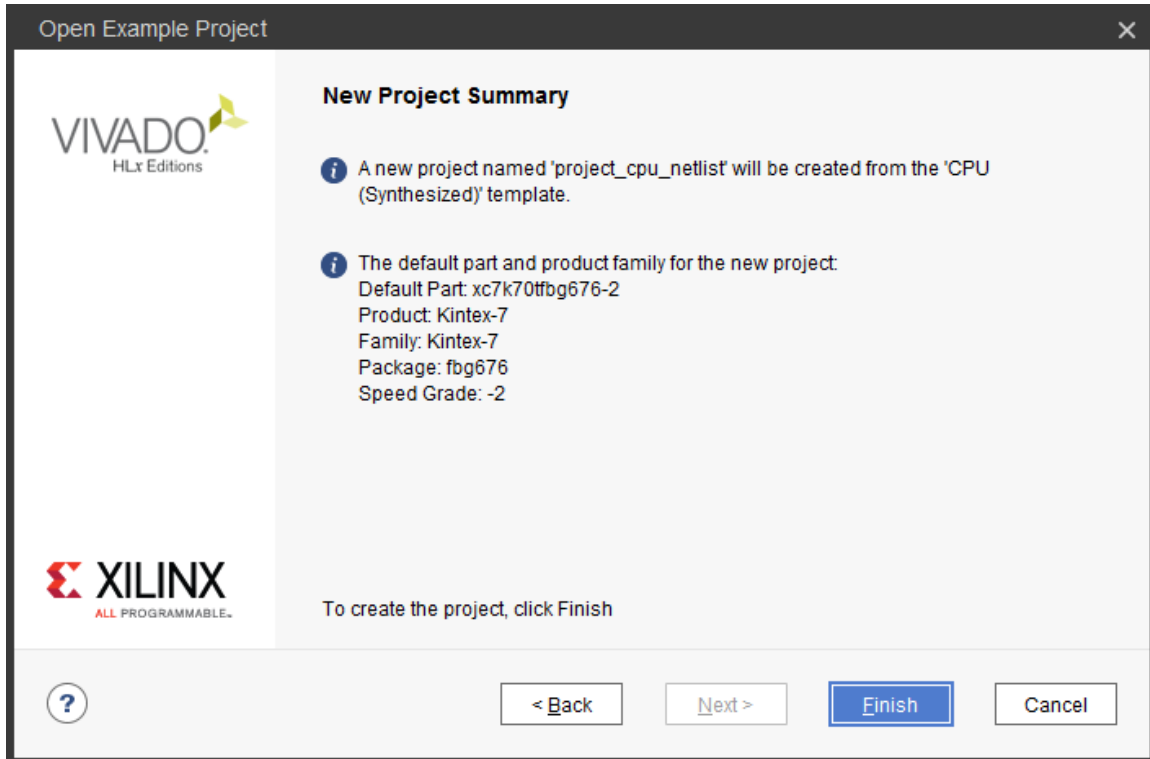 Open Example Project
VIVADO.
HLx Editions
New Project Summary
A new project named 'project_cpu_netlist' will be created from the 'CPU
(Synthesized)' template.
The default part and product family for the new project:
Default Part: xc7k70tfbg676-2
Product: Kintex-7
Family: Kintex-7
Package: fbg676
Speed Grade: -2
XILINX
ALL PROGRAMMABLE™
To create the project, click Finish
?
< Back
Next >
Finish
Cancel